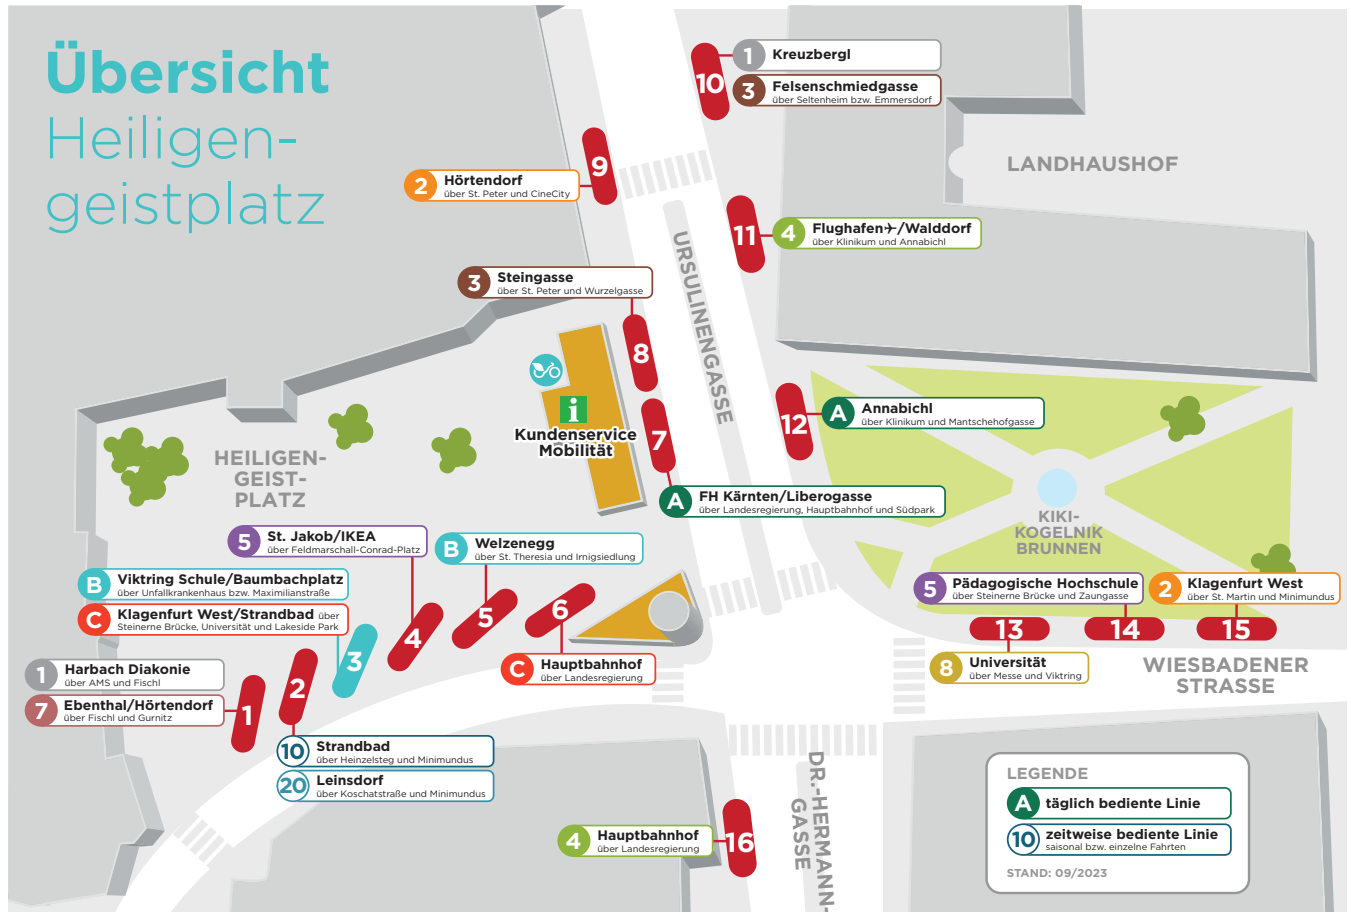 Übersicht
Heiligen-
geistplatz
10
1 Kreuzbergl
3 Felsenschmiedgasse
über Seltenheim bzw. Emmersdorf
LANDHAUSHOF
9
2 Hörtendorf
über St. Peter und CineCity
11
4 Flughafen✈/Walddorf
über Klinikum und Annabichl
URSULINENGASSE
3 Steingasse
über St. Peter und Wurzelgasse
8
i
Kundenservice
Mobilität
7
12
A Annabichl
über Klinikum und Mantschehofgasse
HEILIGEN-
GEIST-
PLATZ
A FH Kärnten/Liberogasse
über Landesregierung, Hauptbahnhof und Südpark
KIKI-
KOGELNIK
BRUNNEN
5 St. Jakob/IKEA
über Feldmarschall-Conrad-Platz
B Welzenegg
über St. Theresia und Irnigsiedlung
B Viktring Schule/Baumbachplatz
über Unfallkrankenhaus bzw. Maximilianstraße
C Klagenfurt West/Strandbad über
Steinerne Brücke, Universität und Lakeside Park
5 Pädagogische Hochschule
über Steinerne Brücke und Zaungasse
2 Klagenfurt West
über St. Martin und Minimundus
6
5
4
3
2
1
13
14
15
C Hauptbahnhof
über Landesregierung
8 Universität
über Messe und Viktring
WIESBADENER
STRASSE
1 Harbach Diakonie
über AMS und Fischl
7 Ebenthal/Hörtendorf
über Fischl und Gurnitz
10 Strandbad
über Heinzelsteg und Minimundus
20 Leinsdorf
über Koschatstraße und Minimundus
DR.-HERMANN-
GASSE
4 Hauptbahnhof
über Landesregierung
16
LEGENDE
A täglich bediente Linie
10 zeitweise bediente Linie
saisonal bzw. einzelne Fahrten
STAND: 09/2023